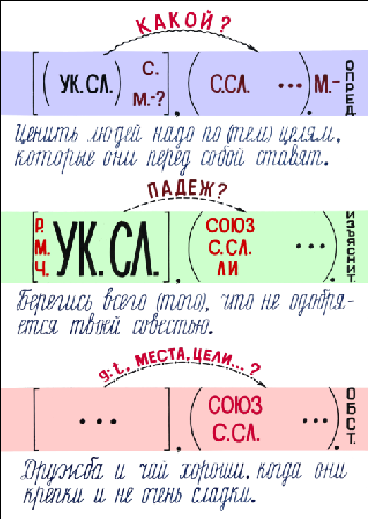 КАКОЙ?
[(УК. СЛ.) С. М.-?], (С.СЛ. ...) М.- ОПРЕД.
Ценить людей надо по (тем) целям,
которые они перед собой ставят.
ПАДЕЖ?
[Р. М. Ч. УК. СЛ.], (СОЮЗ С. СЛ. ЛИ ...) ИЗЪЯСНИТ.
Берегись всего (того), что не одобря-
ется твоей совестью.
g: t, МЕСТА, ЦЕЛИ...?
[...], (СОЮЗ С.СЛ. ...) ОБСТ.
Дружба и чай хороши, когда они
крепки и не очень сладки.